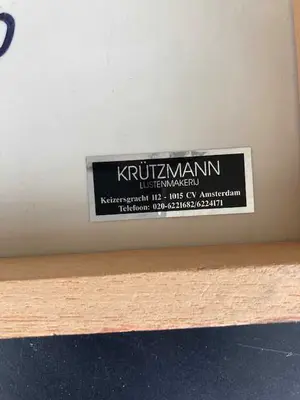 KRÜTZMANN
LIJSTENMAKERIJ
Keizersgracht 112 - 1015 CV Amsterdam
Telefoon: 020-6221682/6224171